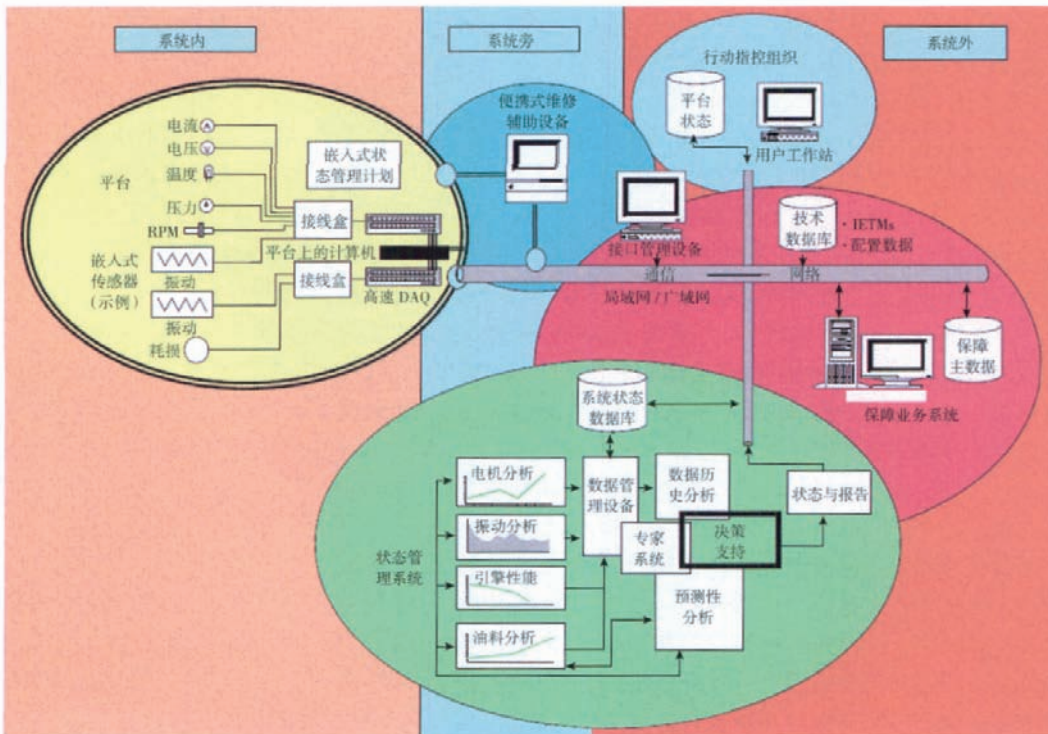 系统内
系统旁
系统外
行动指控组织
平台
状态
用户工作站
便携式维修
辅助设备
电流
电压
平台
温度
压力
RPM
嵌入式状
态管理计划
接线盒
平台上的计算机
嵌入式
传感器
(示例)
振动
接线盒
高速 DAQ
振动
耗损
接口管理设备
技术
数据库
· IETMs
· 配置数据
通信
网络
局域网/广域网
保障
主数据
保障业务系统
系统状态
数据库
电机分析
数据管
理设备
数据历
史分析
状态与报告
振动分析
专家
系统
决策
支持
状态管
理系统
引擎性能
预测性
分析
油料分析